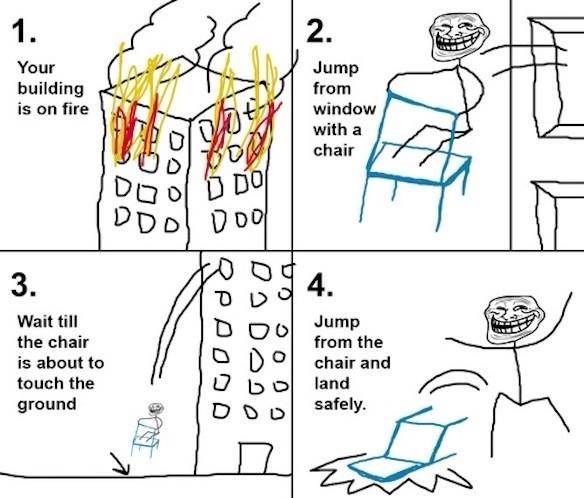 1.
Your
building
is on fire
2.
Jump
from
window
with a
chair
3.
Wait till
the chair
is about to
touch the
ground
4.
Jump
from the
chair and
land
safely.